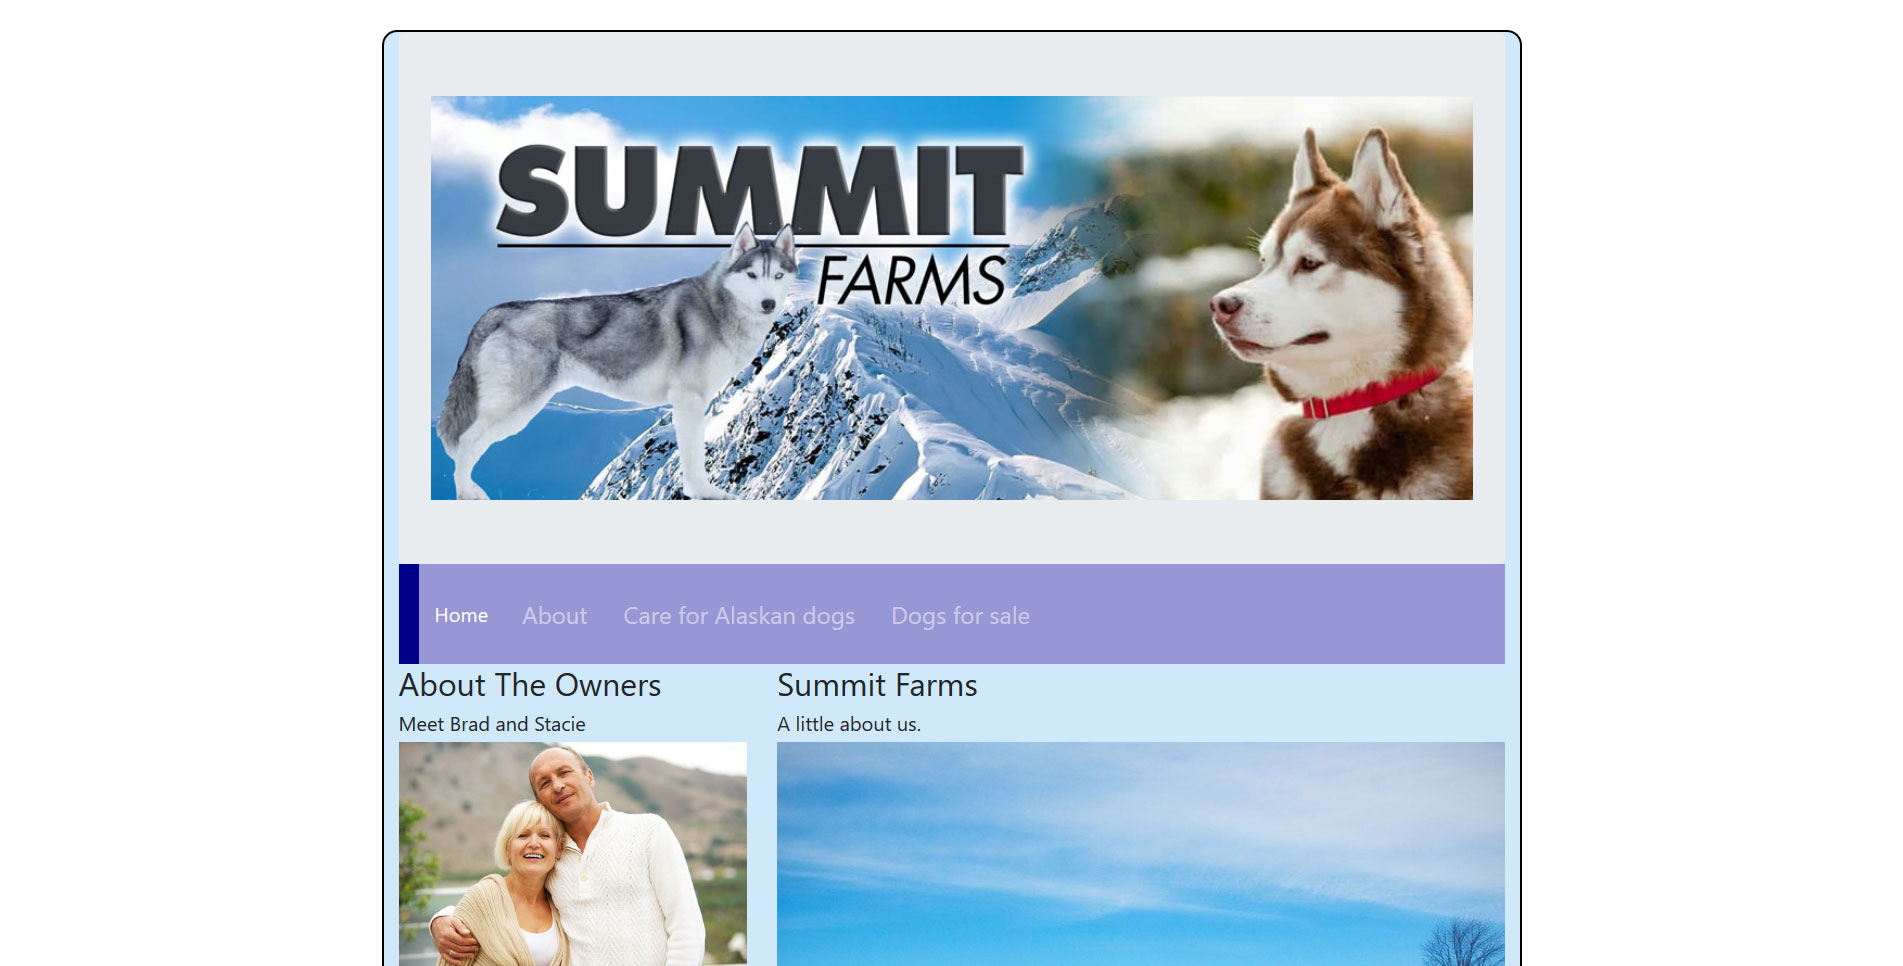 SUMMIT
FARMS
Home About Care for Alaskan dogs Dogs for sale
About The Owners
Meet Brad and Stacie
Summit Farms
A little about us.